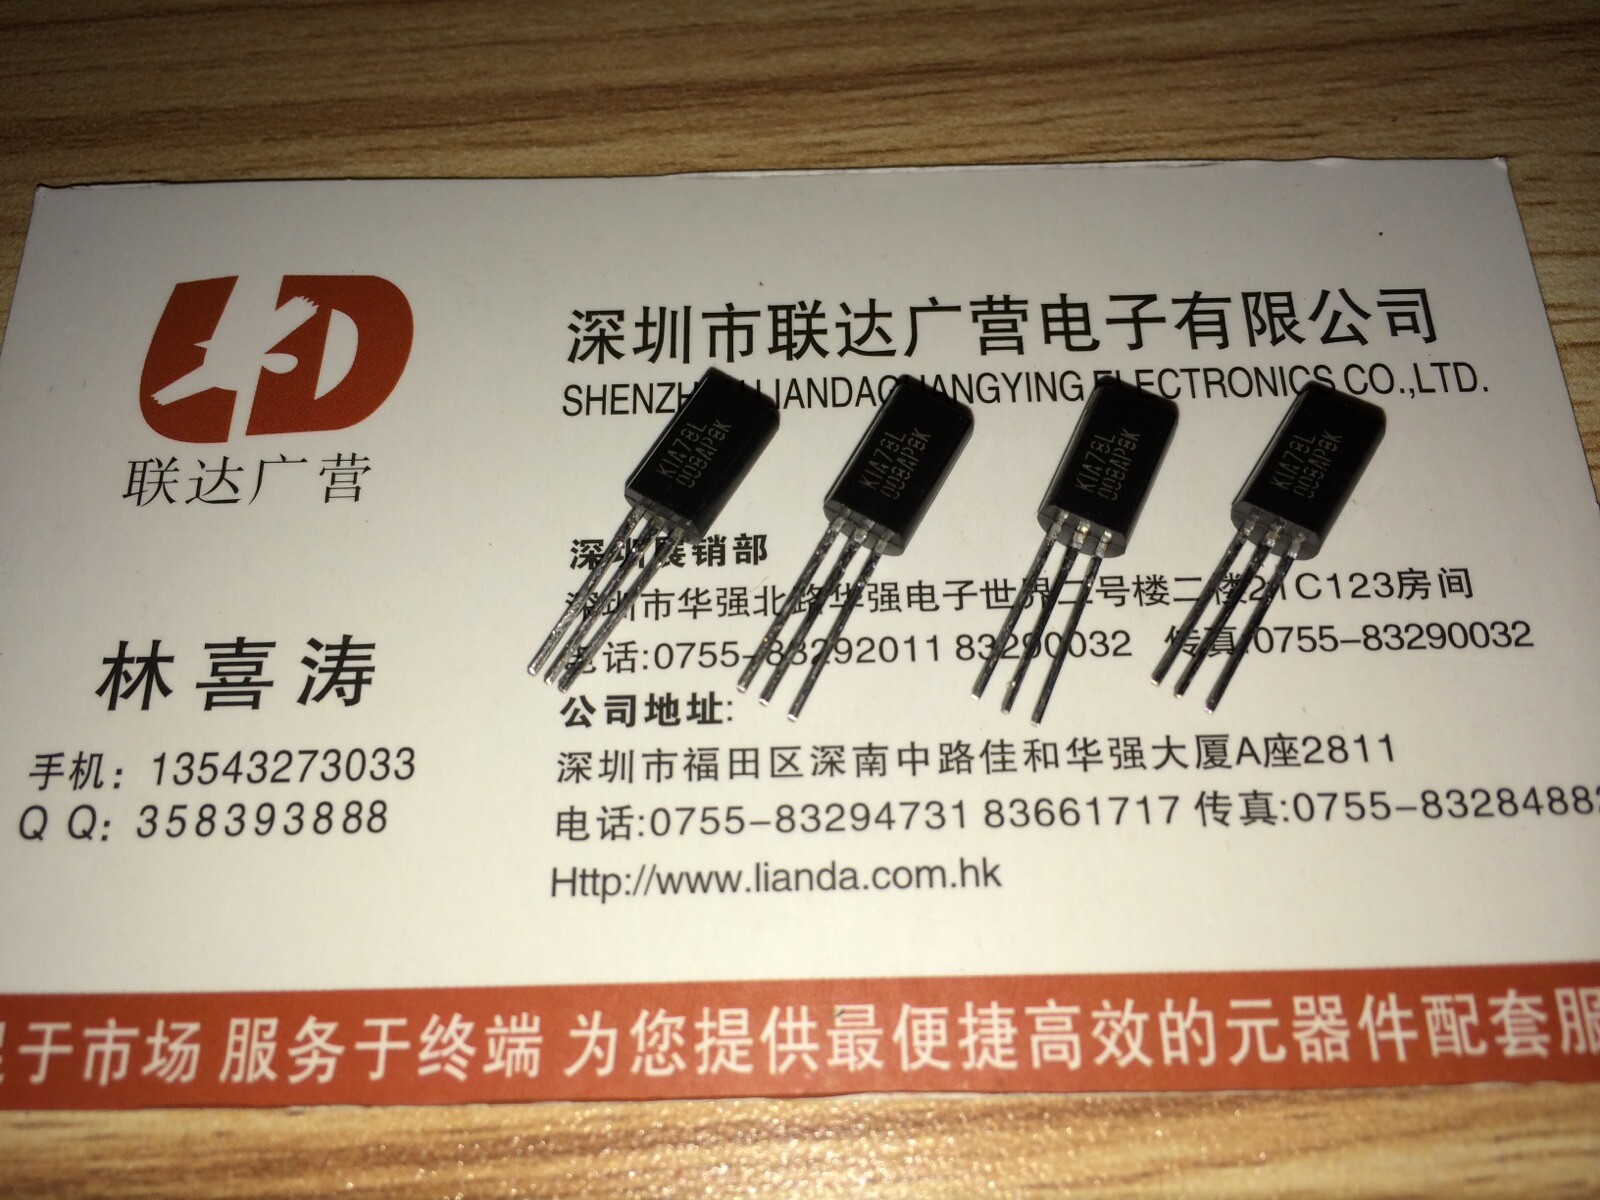 深圳市联达广营电子有限公司
SHENZHEN LIANDAGUANGYING ELECTRONICS CO.,LTD.
联达广营
KIA78L
008AP8K
KIA78L
008AP8K
KIA78L
008AP8K
KIA78L
008AP8K
深圳展销部
深圳市华强北路华强电子世界二号楼二楼21C123房间
电话:0755-83292011 83290032 传真:0755-83290032
公司地址:
深圳市福田区深南中路佳和华强大厦A座2811
电话:0755-83294731 83661717 传真:0755-8328488
Http://www.lianda.com.hk
林喜涛
手机: 13543273033
Q Q: 358393888
于市场 服务于终端 为您提供最便捷高效的元器件配套服